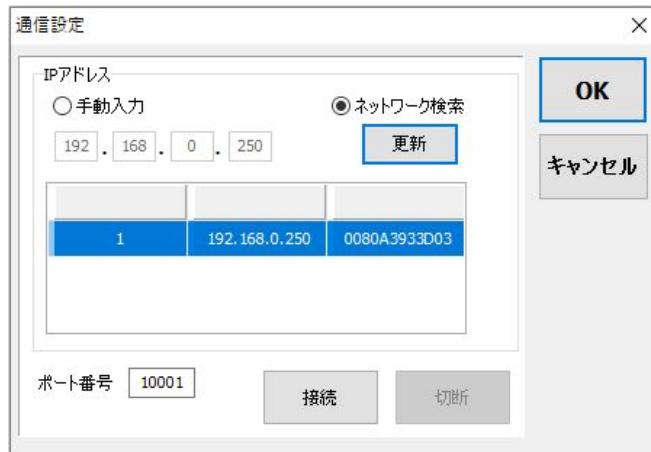 通信設定
IPアドレス
手動入力
ネットワーク検索
192 . 168 . 0 . 250
更新
1 192.168.0.250 0080A3933D03
ポート番号 10001
接続
切断
OK
キャンセル